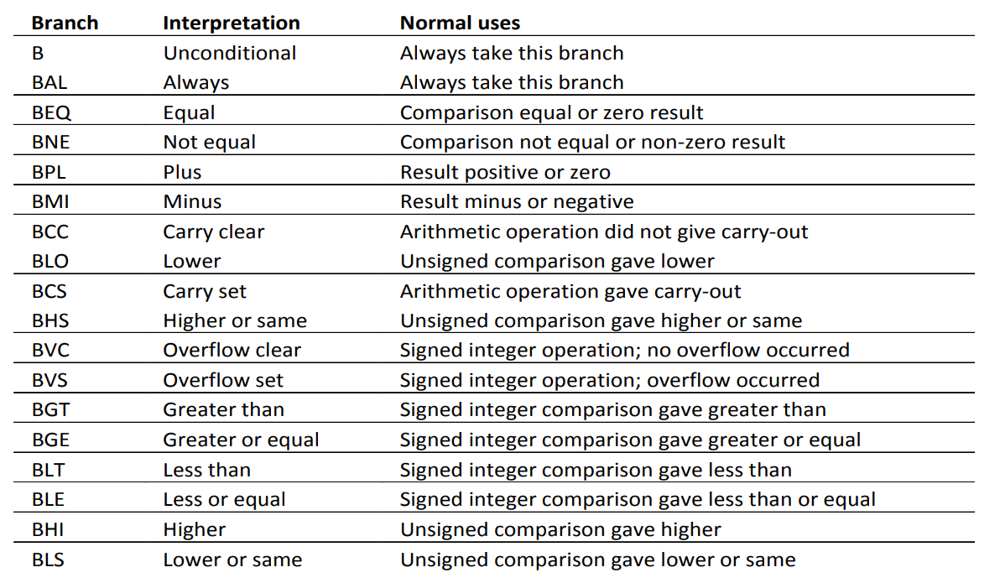 Branch Interpretation Normal uses
B Unconditional Always take this branch
BAL Always Always take this branch
BEQ Equal Comparison equal or zero result
BNE Not equal Comparison not equal or non-zero result
BPL Plus Result positive or zero
BMI Minus Result minus or negative
BCC Carry clear Arithmetic operation did not give carry-out
BLO Lower Unsigned comparison gave lower
BCS Carry set Arithmetic operation gave carry-out
BHS Higher or same Unsigned comparison gave higher or same
BVC Overflow clear Signed integer operation; no overflow occurred
BVS Overflow set Signed integer operation; overflow occurred
BGT Greater than Signed integer comparison gave greater than
BGE Greater or equal Signed integer comparison gave greater or equal
BLT Less than Signed integer comparison gave less than
BLE Less or equal Signed integer comparison gave less than or equal
BHI Higher Unsigned comparison gave higher
BLS Lower or same Unsigned comparison gave lower or same